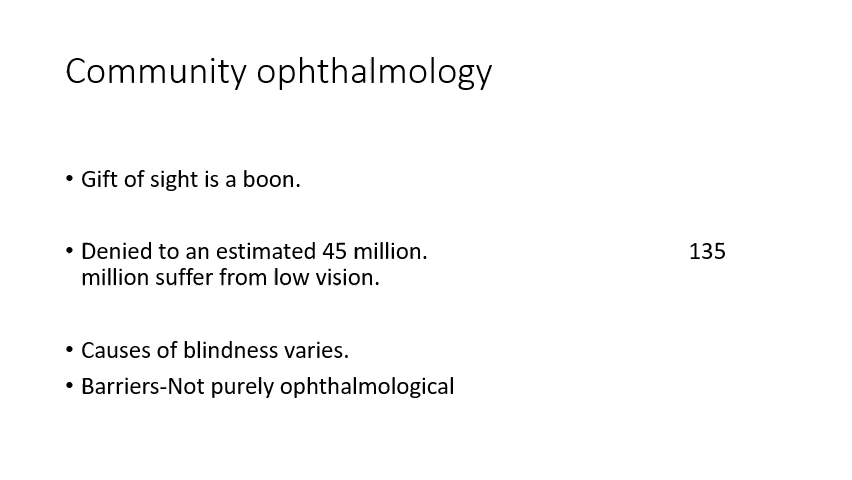 Community ophthalmology
• Gift of sight is a boon.
• Denied to an estimated 45 million. 135
million suffer from low vision.
• Causes of blindness varies.
• Barriers-Not purely ophthalmological